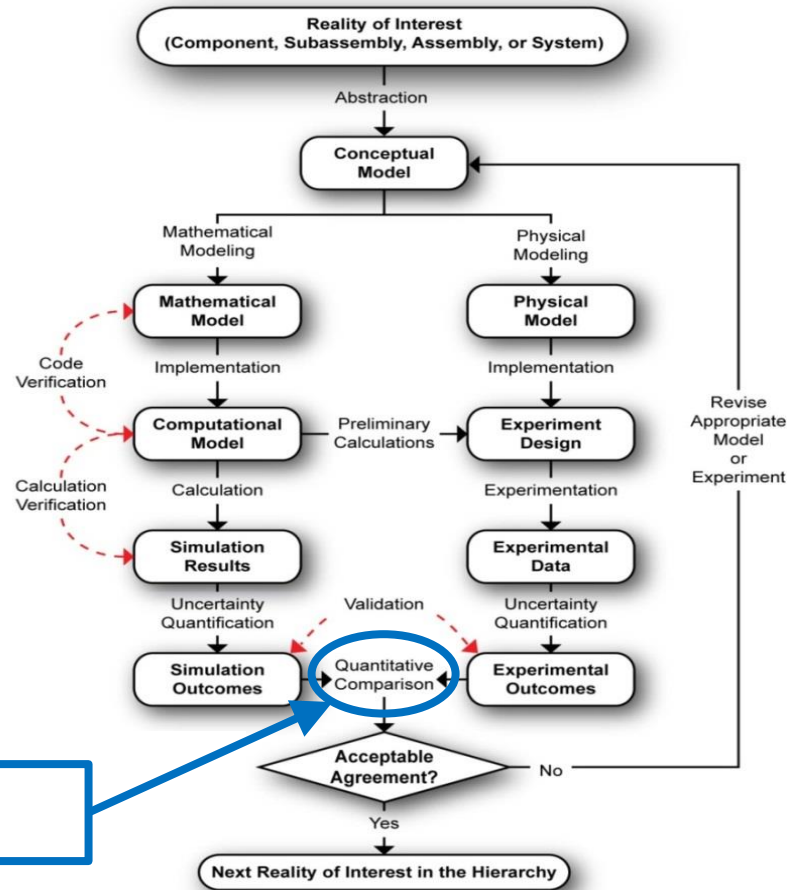 Reality of Interest
(Component, Subassembly, Assembly, or System)
Abstraction
Conceptual
Model
Mathematical
Modeling
Physical
Modeling
Mathematical
Model
Physical
Model
Code
Verification
Implementation
Implementation
Computational
Model
Preliminary
Calculations
Experiment
Design
Revise
Appropriate
Model
or
Experiment
Calculation
Verification
Calculation
Experimentation
Simulation
Results
Experimental
Data
Uncertainty
Quantification
Validation
Uncertainty
Quantification
Simulation
Outcomes
Quantitative
Comparison
Experimental
Outcomes
Acceptable
Agreement?
No
Yes
Next Reality of Interest in the Hierarchy